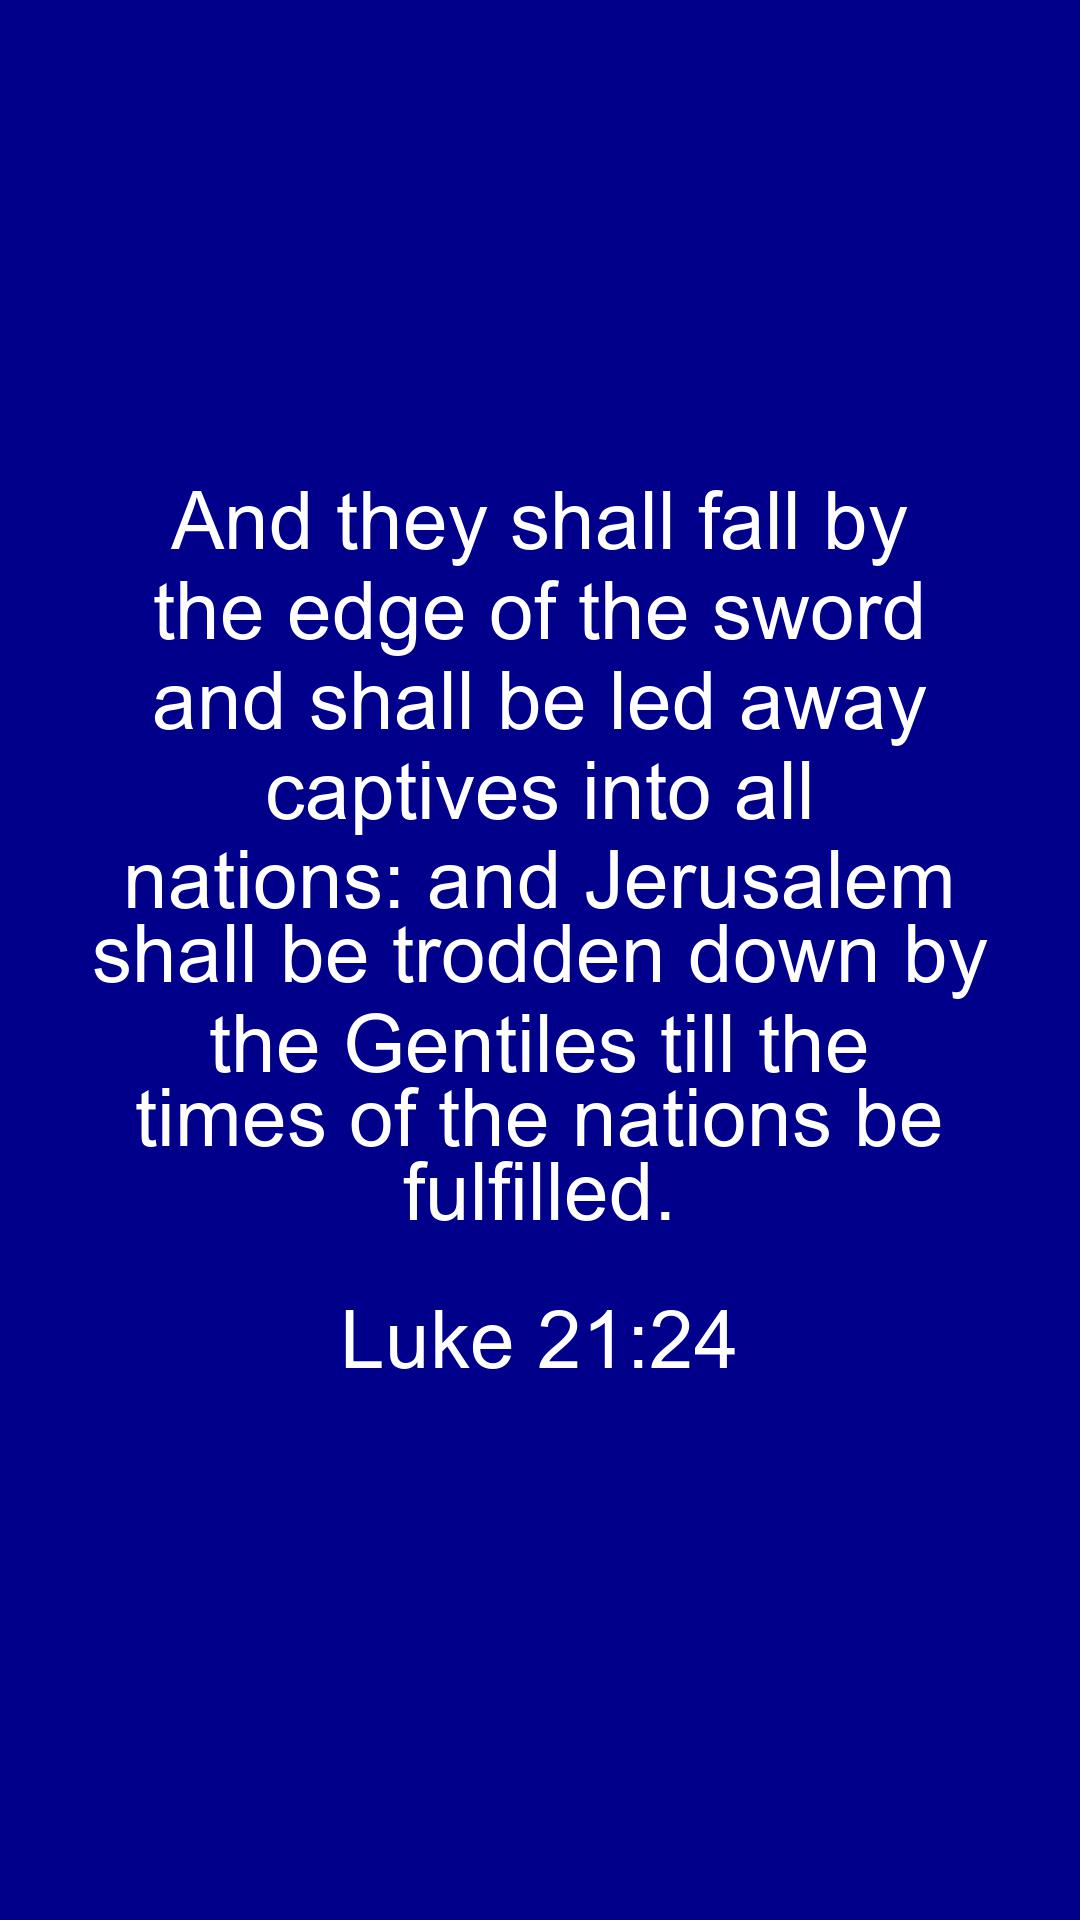 And they shall fall by
the edge of the sword
and shall be led away
captives into all
nations: and Jerusalem
shall be trodden down by
the Gentiles till the
times of the nations be
fulfilled.
Luke 21:24